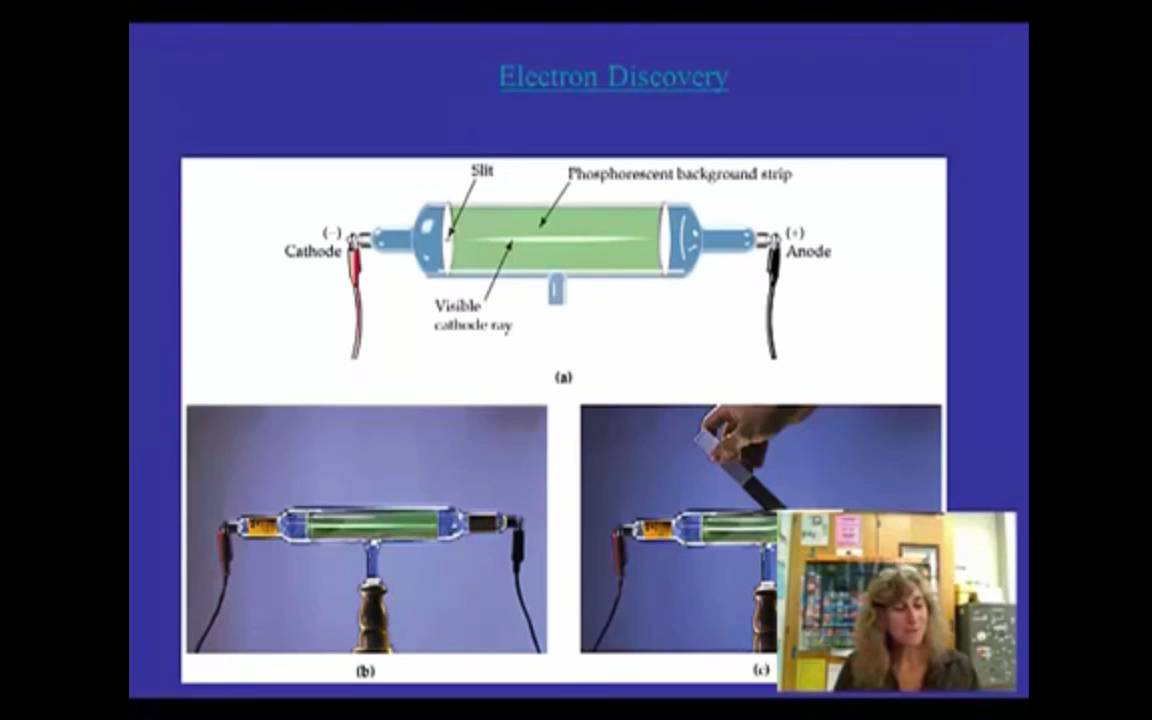 Electron Discovery
Slit
Phosphorescent background strip
(−)
Cathode
(+)
Anode
Visible
cathode ray
(a)
(b)
(c)